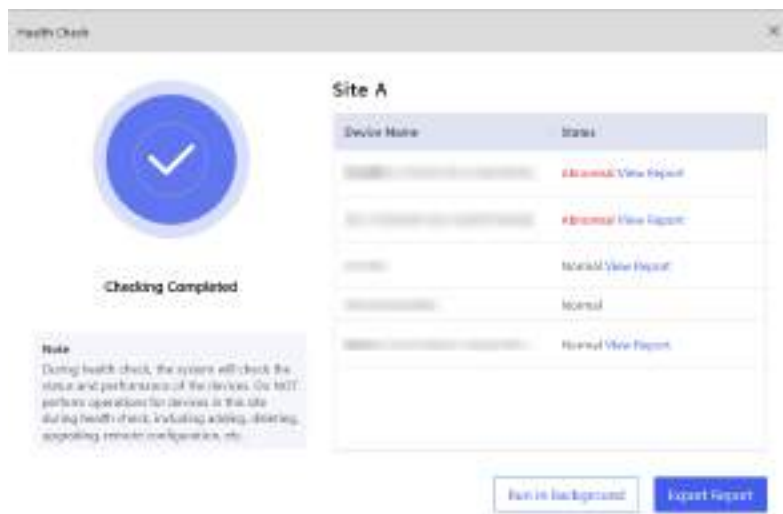 Health Check
Site A
Device Name Status
Abnormal View Report
Abnormal View Report
Normal View Report
Normal
Normal View Report
Checking Completed
Note
During health check, the system will check the
status and performance of the devices. Do NOT
perform operations for devices in this site
during health check, including adding, deleting,
upgrading, remote configuration, etc.
Run in Background
Export Report